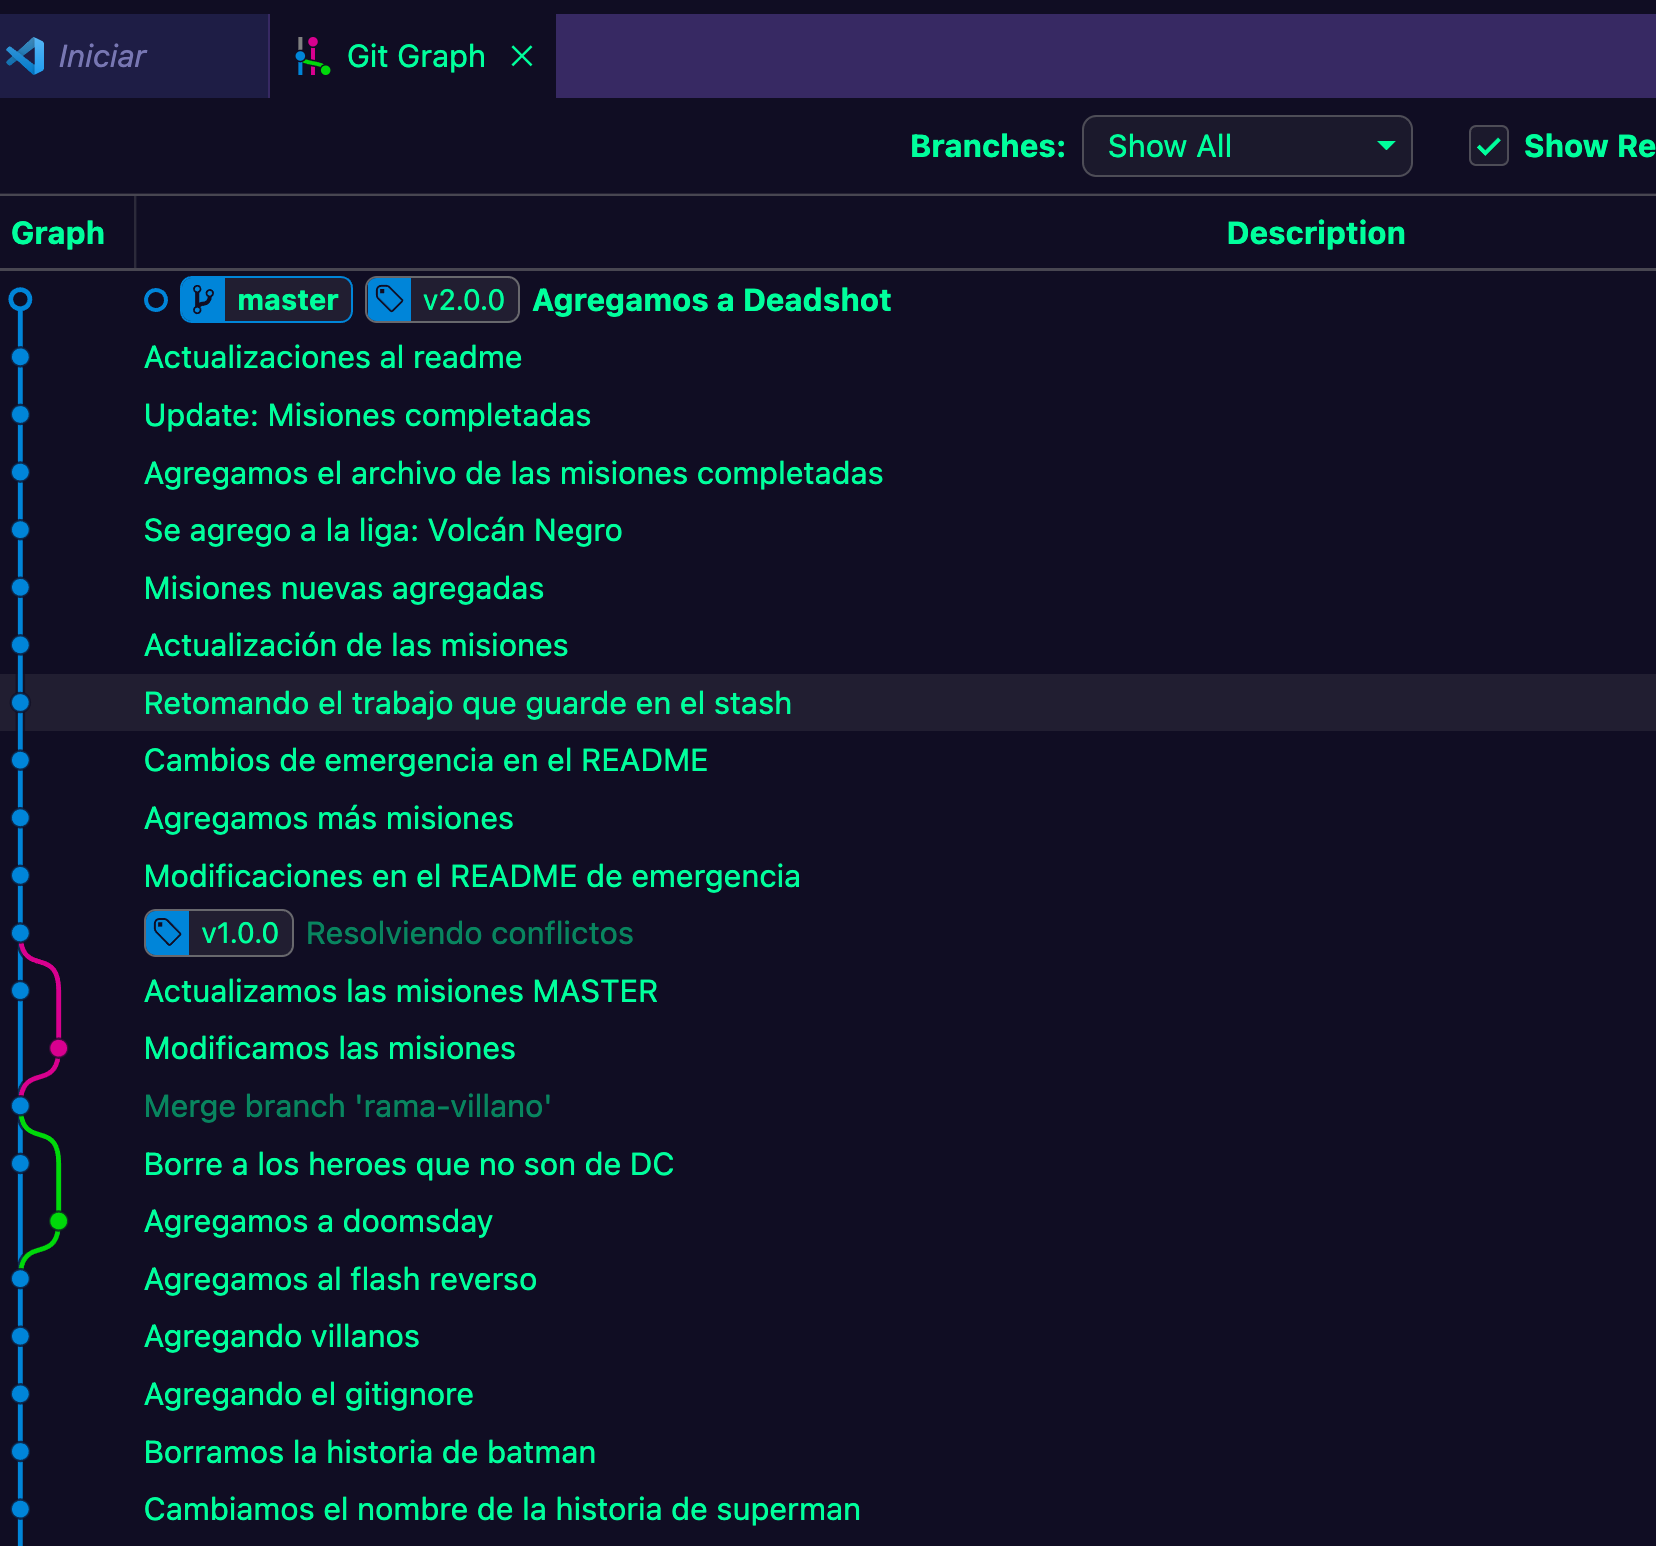 Iniciar
Git Graph
Branches: Show All
Show Re
Graph
Description
master v2.0.0 Agregamos a Deadshot
Actualizaciones al readme
Update: Misiones completadas
Agregamos el archivo de las misiones completadas
Se agrego a la liga: Volcán Negro
Misiones nuevas agregadas
Actualización de las misiones
Retomando el trabajo que guarde en el stash
Cambios de emergencia en el README
Agregamos más misiones
Modificaciones en el README de emergencia
v1.0.0 Resolviendo conflictos
Actualizamos las misiones MASTER
Modificamos las misiones
Merge branch 'rama-villano'
Borre a los heroes que no son de DC
Agregamos a doomsday
Agregamos al flash reverso
Agregando villanos
Agregando el gitignore
Borramos la historia de batman
Cambiamos el nombre de la historia de superman